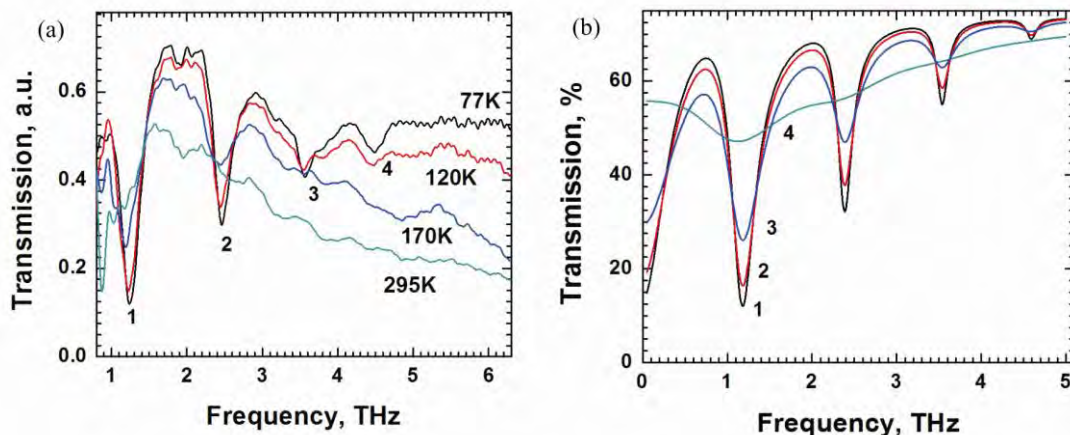 (a)
Transmission, a.u.
0.6
0.4
0.2
0.0
77K
120K
170K
295K
1
2
3
4
1 2 3 4 5 6
Frequency, THz
(b)
Transmission, %
60
40
20
0
4
3
2
1
0 1 2 3 4 5
Frequency, THz